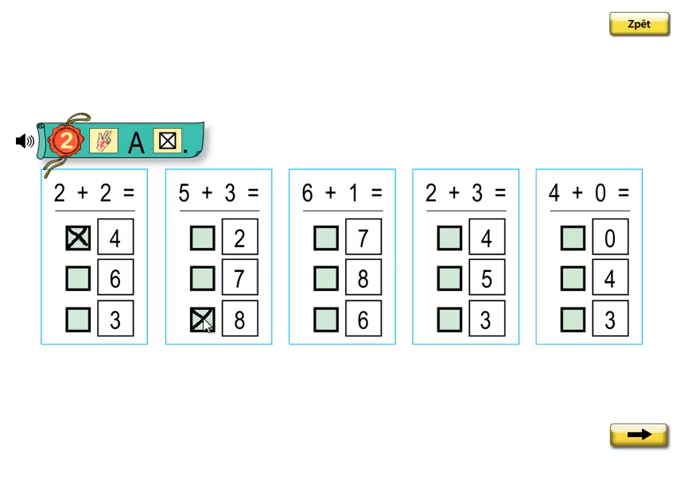 Zpět
2 A .
2 + 2 = 5 + 3 = 6 + 1 = 2 + 3 = 4 + 0 =
4 2 7 4 0
6 7 8 5 4
3 8 6 3 3